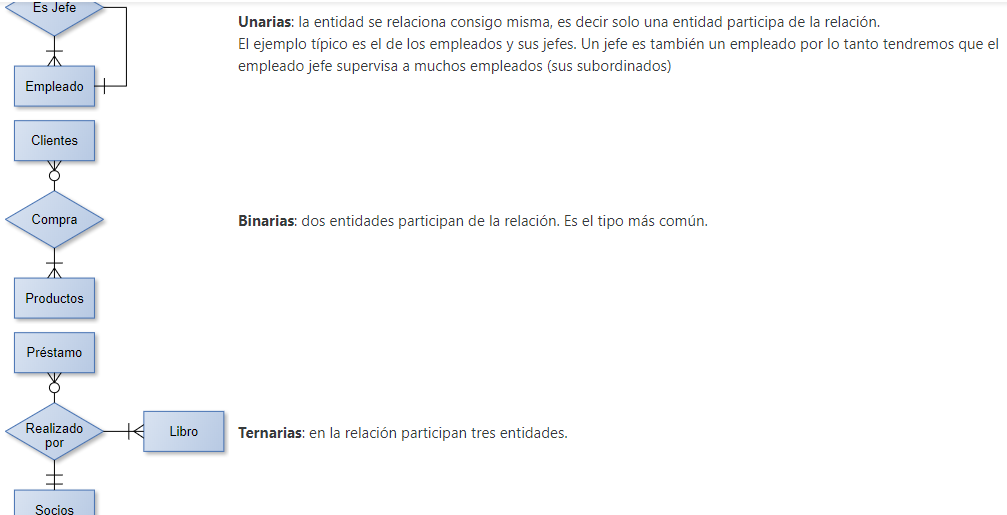 Es Jefe
Unarias: la entidad se relaciona consigo misma, es decir solo una entidad participa de la relación.
El ejemplo típico es el de los empleados y sus jefes. Un jefe es también un empleado por lo tanto tendremos que el
empleado jefe supervisa a muchos empleados (sus subordinados)
Empleado
Clientes
Compra
Binarias: dos entidades participan de la relación. Es el tipo más común.
Productos
Préstamo
Realizado
por
Libro
Ternarias: en la relación participan tres entidades.
Socios